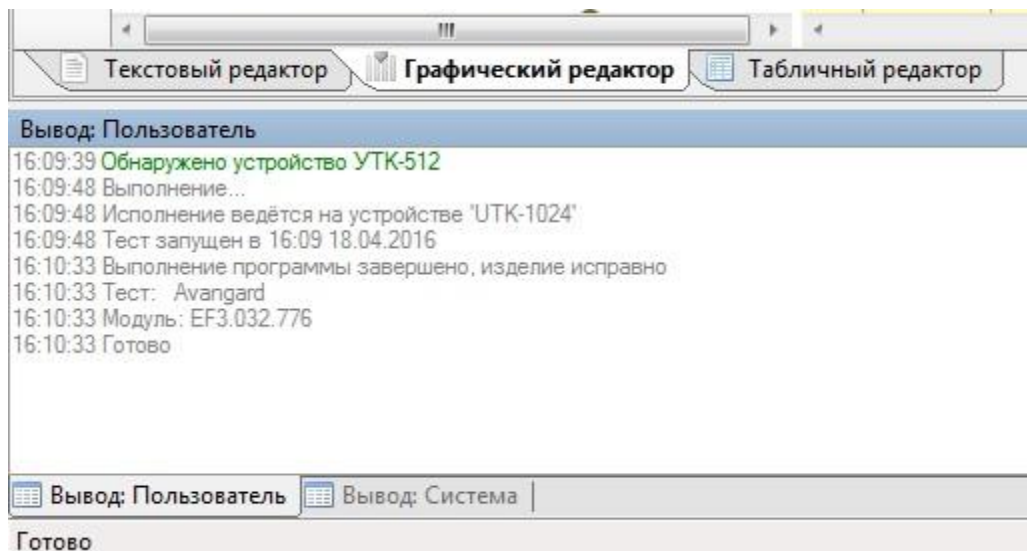 Текстовый редактор Графический редактор Табличный редактор
Вывод: Пользователь
16:09:39 Обнаружено устройство УТК-512
16:09:48 Выполнение...
16:09:48 Исполнение ведётся на устройстве "UTK-1024"
16:09:48 Тест запущен в 16:09 18.04.2016
16:10:33 Выполнение программы завершено, изделие исправно
16:10:33 Тест: Avangard
16:10:33 Модуль: EF3.032.776
16:10:33 Готово
Вывод: Пользователь Вывод: Система
Готово